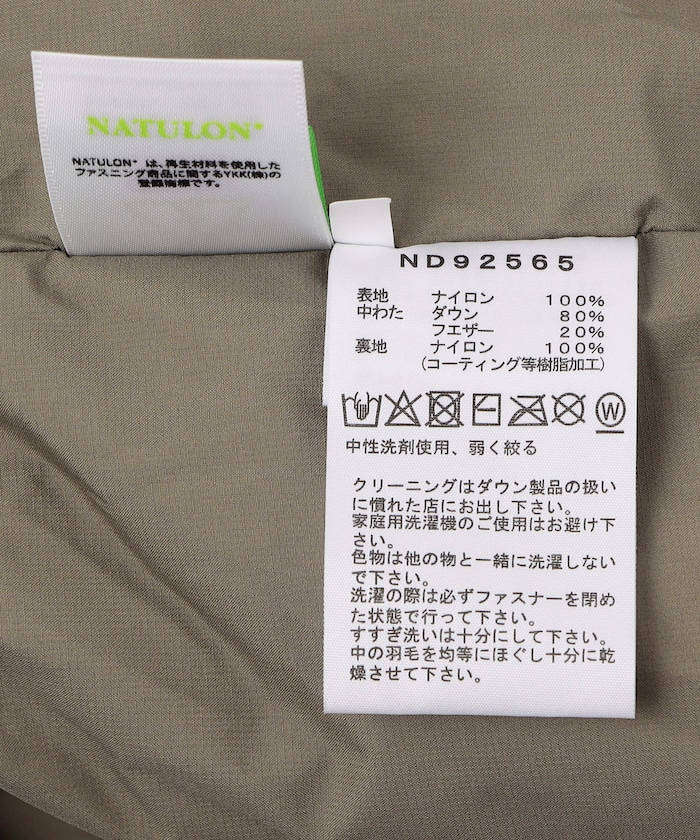 NATULON®
NATULON® は、再生材料を使用した
ファスニング商品に関するYKK(株)の
登録商標です。
ND92565
表地 ナイロン 100%
中わた ダウン 80%
フエザー 20%
裏地 ナイロン 100%
(コーティング等樹脂加工)
W
中性洗剤使用、弱く絞る
クリーニングはダウン製品の扱い
に慣れた店にお出し下さい。
家庭用洗濯機のご使用はお避け下
さい。
色物は他の物と一緒に洗濯しない
で下さい。
洗濯の際は必ずファスナーを閉め
た状態で行って下さい。
すすぎ洗いは十分にして下さい。
中の羽毛を均等にほぐし十分に乾
燥させて下さい。